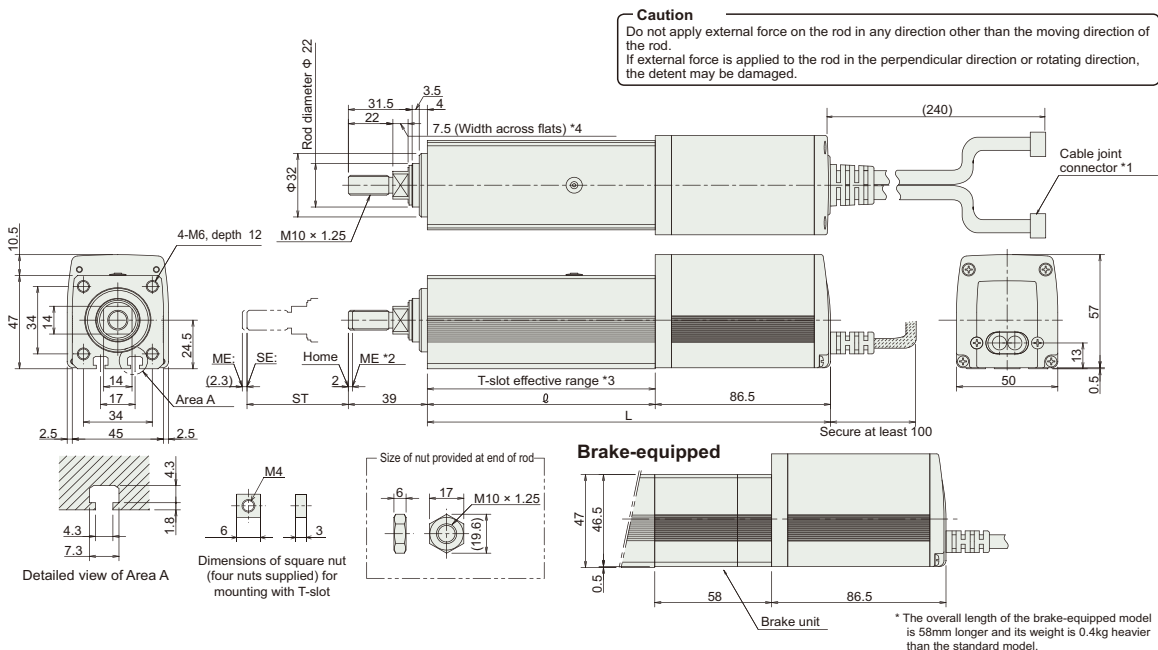 Caution
Do not apply external force on the rod in any direction other than the moving direction of
the rod.
If external force is applied to the rod in the perpendicular direction or rotating direction,
the detent may be damaged.
Rod diameter Φ 22
3.5
31.5
4
22
7.5 (Width across flats) *4
(240)
Cable joint
connector *1
Φ32
M10 × 1.25
4-M6, depth 12
10.5
47
34
14
24.5
14
17
34
2.5
45
2.5
Area A
ME:
SE:
(2.3)
Home
ME *2
2
ST
39
T-slot effective range *3
ℓ
86.5
L
Secure at least 100
57
13
0.5
50
4.3
1.8
4.3
7.3
Detailed view of Area A
M4
6
3
Dimensions of square nut
(four nuts supplied) for
mounting with T-slot
Size of nut provided at end of rod
6
17
M10 × 1.25
(19.6)
Brake-equipped
47
46.5
0.5
58
86.5
Brake unit
* The overall length of the brake-equipped model
is 58mm longer and its weight is 0.4kg heavier
than the standard model.